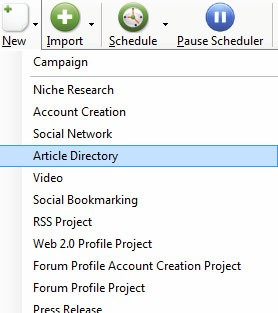 New Import Schedule Pause Scheduler
Campaign
Niche Research
Account Creation
Social Network
Article Directory
Video
Social Bookmarking
RSS Project
Web 2.0 Profile Project
Forum Profile Account Creation Project
Forum Profile Project
Press Release